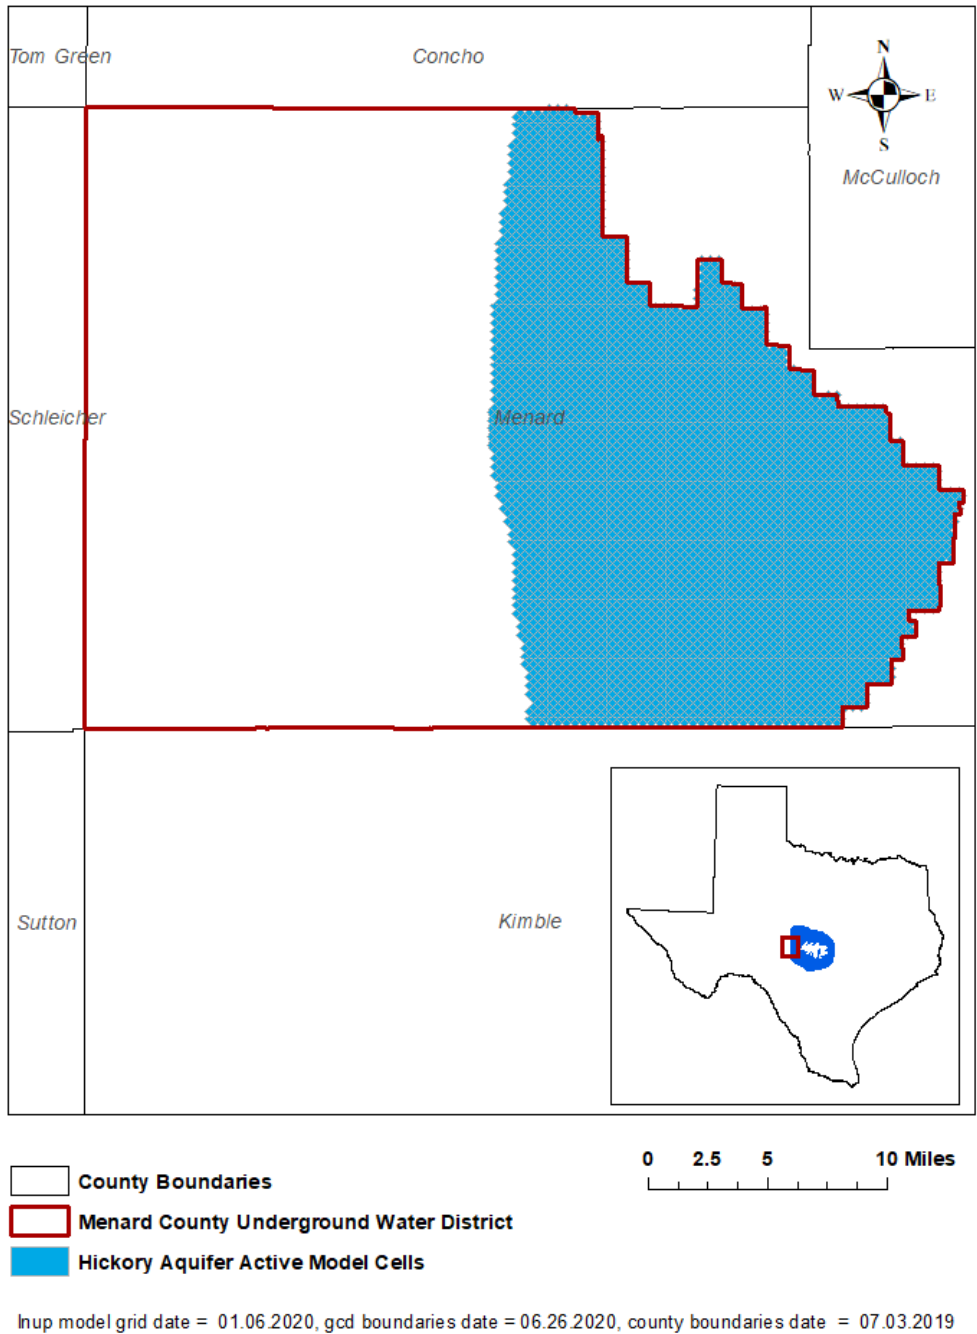 Tom Green
Concho
N
W
E
S
McCulloch
Schleicher
Menard
Sutton
Kimble
0 2.5 5 10 Miles
County Boundaries
Menard County Underground Water District
Hickory Aquifer Active Model Cells
lnup model grid date = 01.06.2020, gcd boundaries date = 06.26.2020, county boundaries date = 07.03.2019